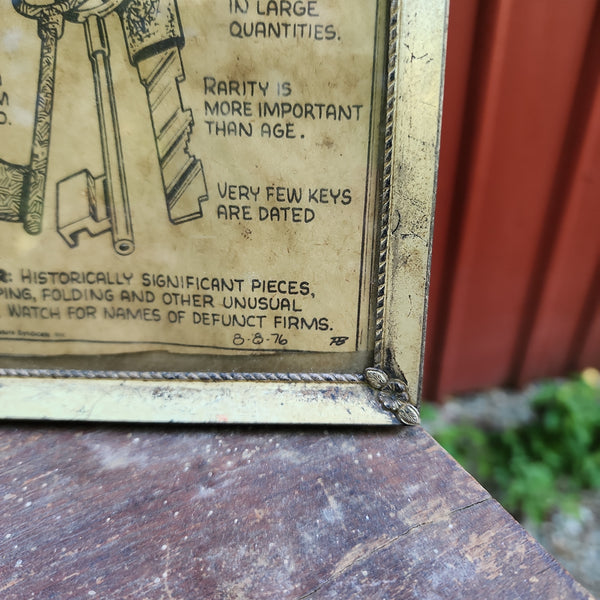 IN LARGE
QUANTITIES.
RARITY IS
MORE IMPORTANT
THAN AGE.
VERY FEW KEYS
ARE DATED
: HISTORICALLY SIGNIFICANT PIECES,
PING, FOLDING AND OTHER UNUSUAL
WATCH FOR NAMES OF DEFUNCT FIRMS.
8-8-76